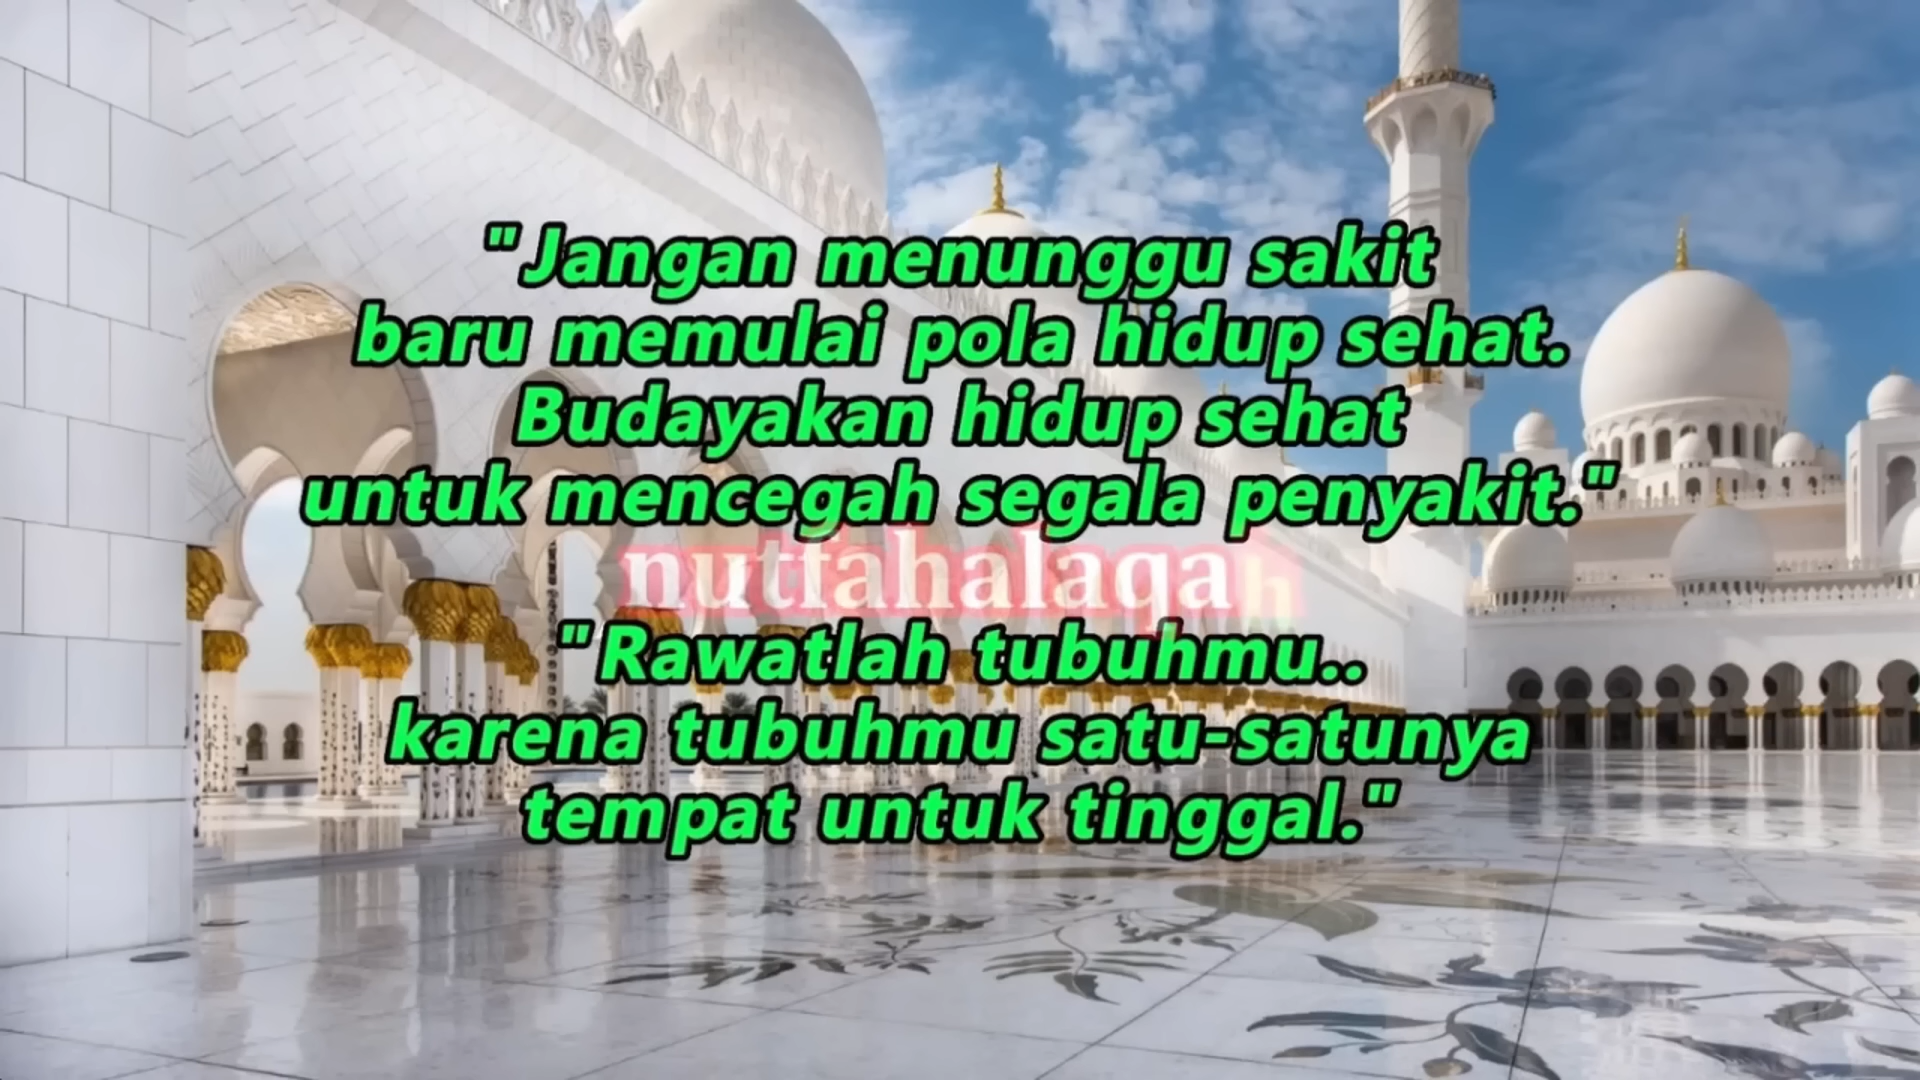 "Jangan menunggu sakit
baru memulai pola hidup sehat.
Budayakan hidup sehat
untuk mencegah segala penyakit."
nutfahalaqa
"Rawatlah tubuhmu..
karena tubuhmu satu-satunya
tempat untuk tinggal."